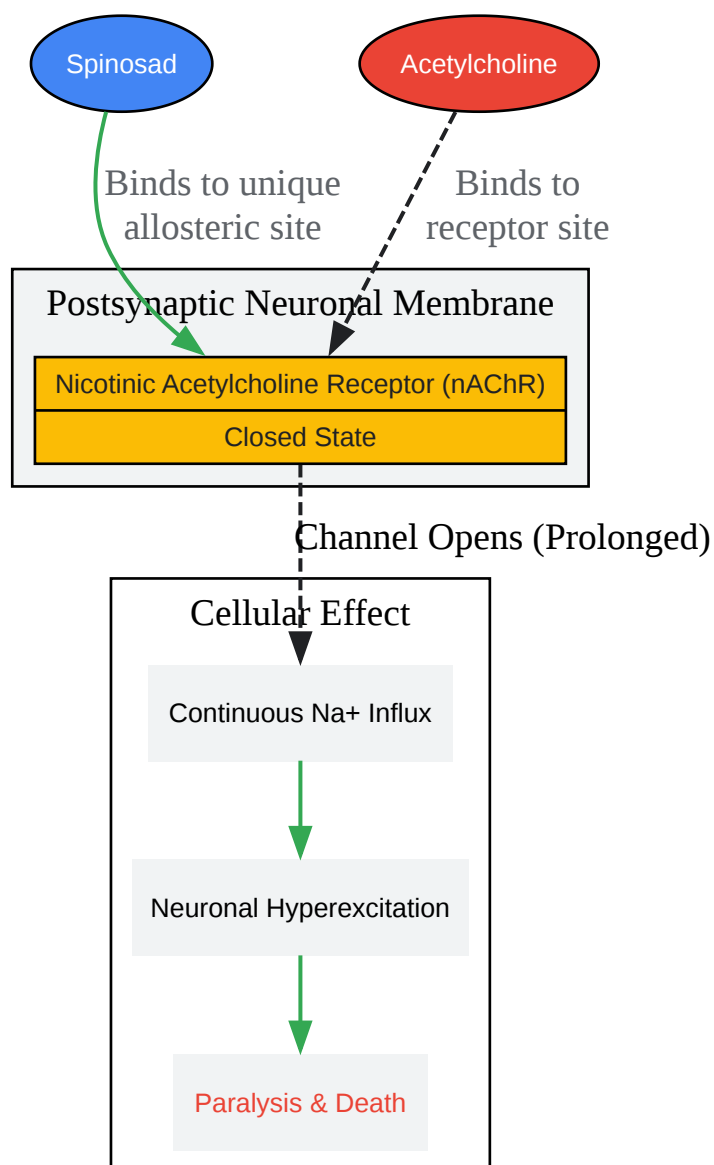 Spinosad
Acetylcholine
Binds to unique
allosteric site
Binds to
receptor site
Postsynaptic Neuronal Membrane
Nicotinic Acetylcholine Receptor (nAChR)
Closed State
Channel Opens (Prolonged)
Cellular Effect
Continuous Na+ Influx
Neuronal Hyperexcitation
Paralysis & Death